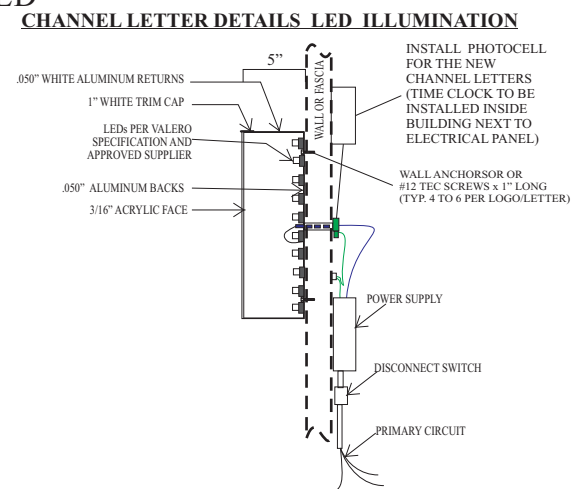 ED
CHANNEL LETTER DETAILS LED ILLUMINATION
5"
.050" WHITE ALUMINUM RETURNS
1" WHITE TRIM CAP
LEDs PER VALERO
SPECIFICATION AND
APPROVED SUPPLIER
.050" ALUMINUM BACKS
3/16" ACRYLIC FACE
WALL OR FASCIA
INSTALL PHOTOCELL
FOR THE NEW
CHANNEL LETTERS
(TIME CLOCK TO BE
INSTALLED INSIDE
BUILDING NEXT TO
ELECTRICAL PANEL)
WALL ANCHORSOR OR
#12 TEC SCREWS x 1" LONG
(TYP. 4 TO 6 PER LOGO/LETTER)
POWER SUPPLY
DISCONNECT SWITCH
PRIMARY CIRCUIT